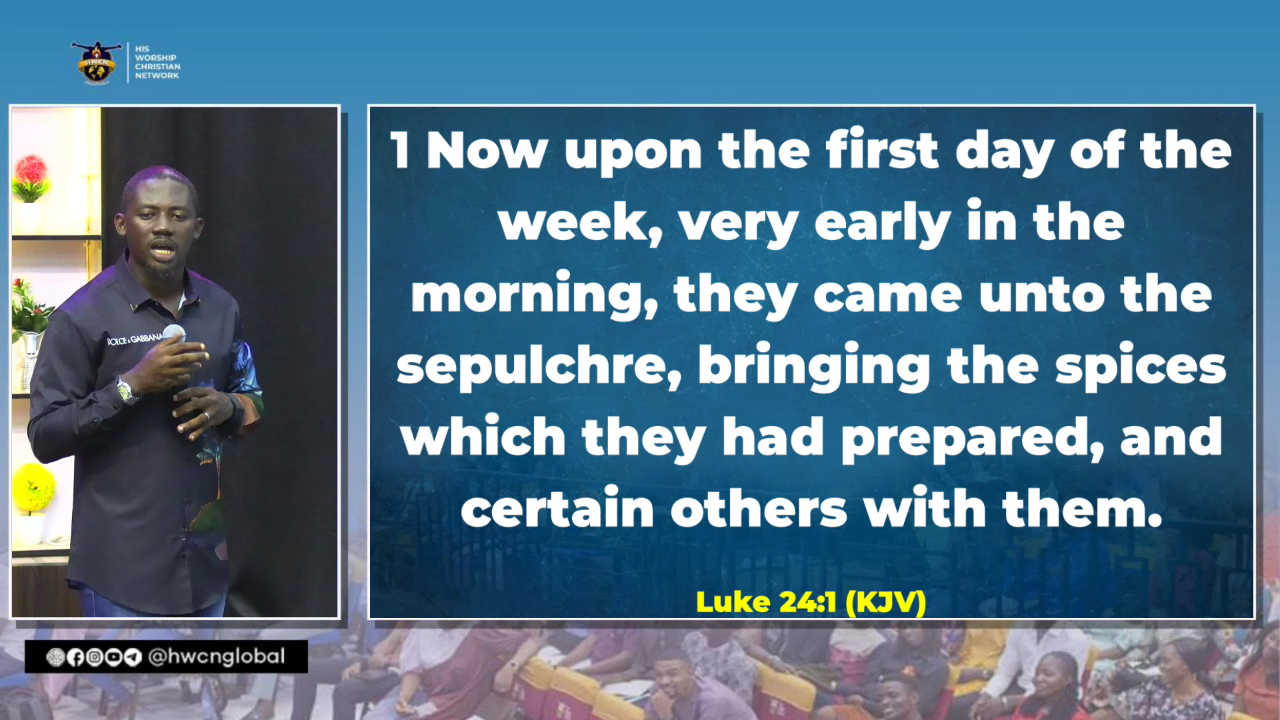 HIS
WORSHIP
CHRISTIAN
NETWORK
DOLCE & GABBANA
1 Now upon the first day of the
week, very early in the
morning, they came unto the
sepulchre, bringing the spices
which they had prepared, and
certain others with them.
Luke 24:1 (KJV)
@hwcnglobal